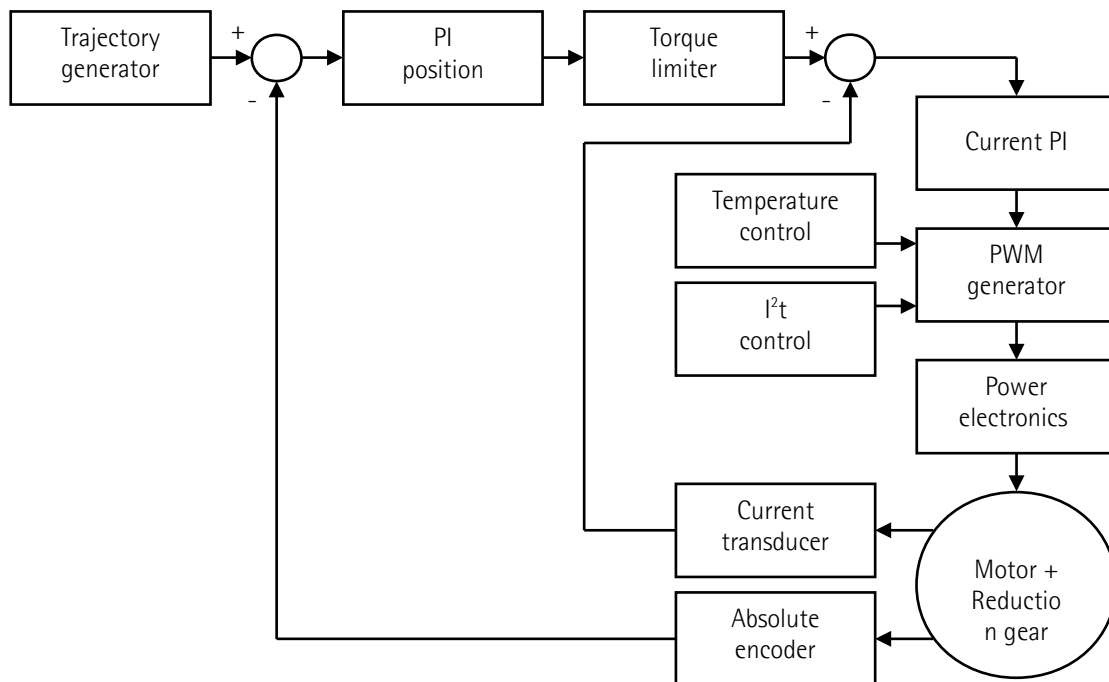 Trajectory
generator
+
-
PI
position
Torque
limiter
+
-
Current PI
Temperature
control
PWM
generator
I²t
control
Power
electronics
Current
transducer
Motor +
Reductio
n gear
Absolute
encoder